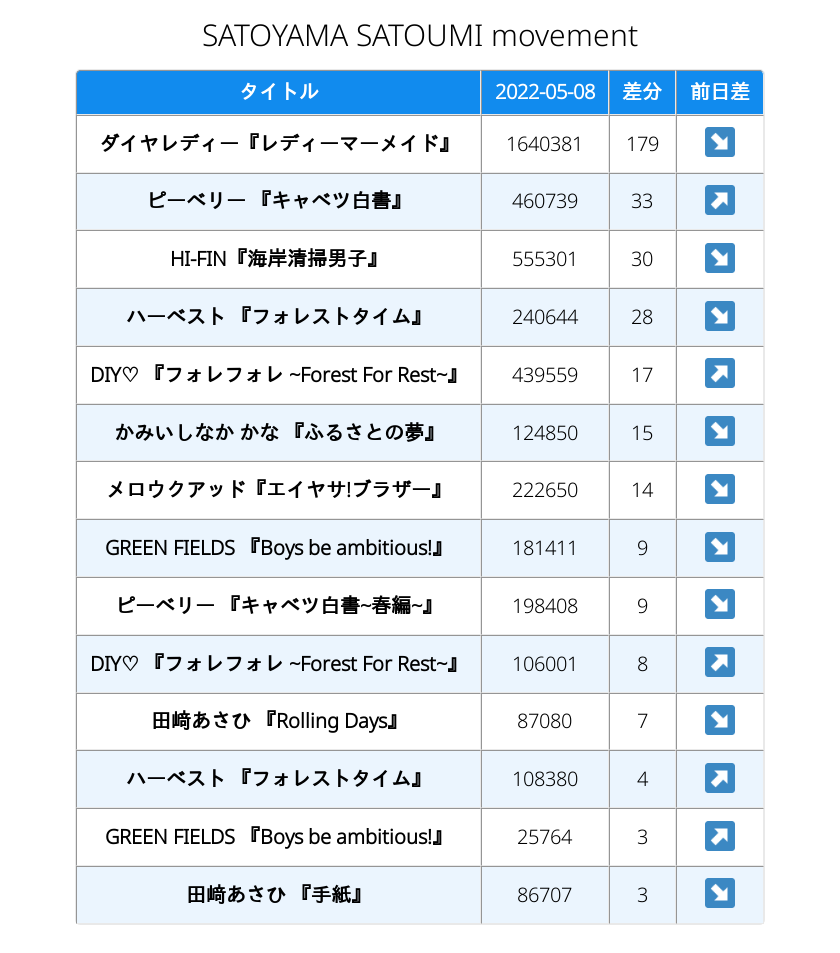 SATOYAMA SATOUMI movement
タイトル 2022-05-08 差分 前日差
ダイヤレディー『レディーマーメイド』 1640381 179 ↘
ピーベリー 『キャベツ白書』 460739 33 ↗
HI-FIN『海岸清掃男子』 555301 30 ↘
ハーベスト 『フォレストタイム』 240644 28 ↘
DIY♡ 『フォレフォレ ~Forest For Rest~』 439559 17 ↗
かみいしなか かな 『ふるさとの夢』 124850 15 ↘
メロウクアッド『エイヤサ!ブラザー』 222650 14 ↘
GREEN FIELDS 『Boys be ambitious!』 181411 9 ↘
ピーベリー 『キャベツ白書~春編~』 198408 9 ↘
DIY♡ 『フォレフォレ ~Forest For Rest~』 106001 8 ↗
田﨑あさひ 『Rolling Days』 87080 7 ↘
ハーベスト 『フォレストタイム』 108380 4 ↗
GREEN FIELDS 『Boys be ambitious!』 25764 3 ↗
田﨑あさひ 『手紙』 86707 3 ↘